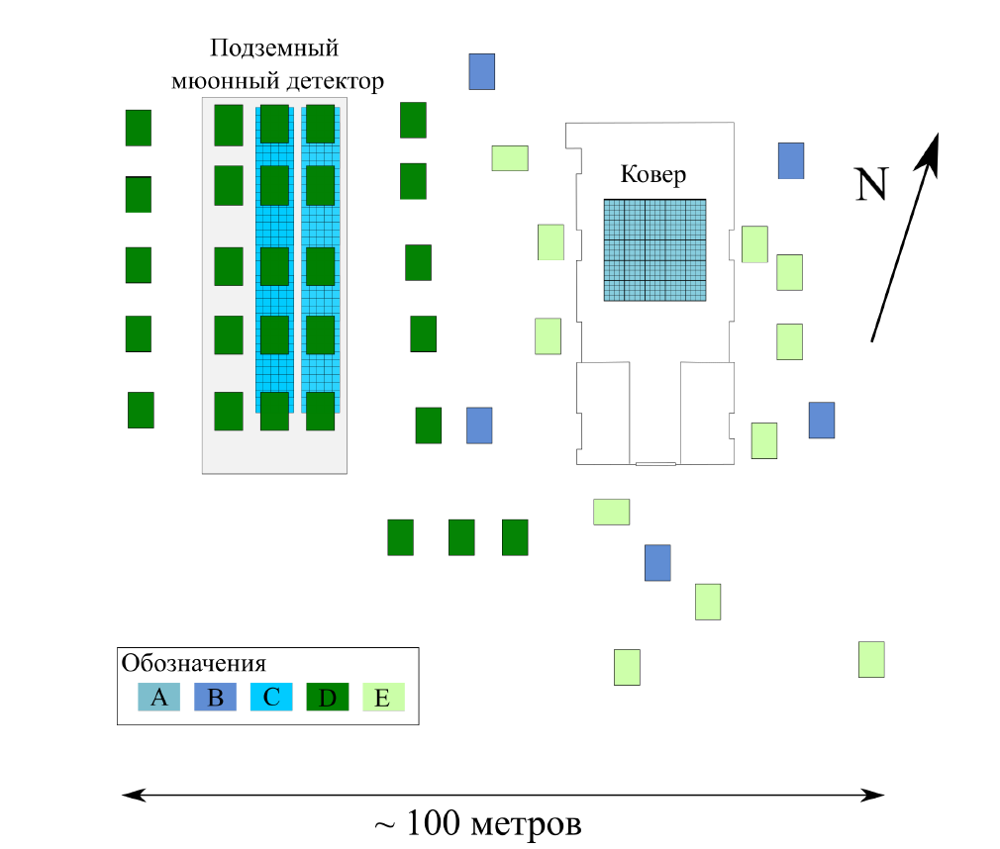 Подземный
мюонный детектор
Ковер
N
Обозначения
A B C D E
~ 100 метров